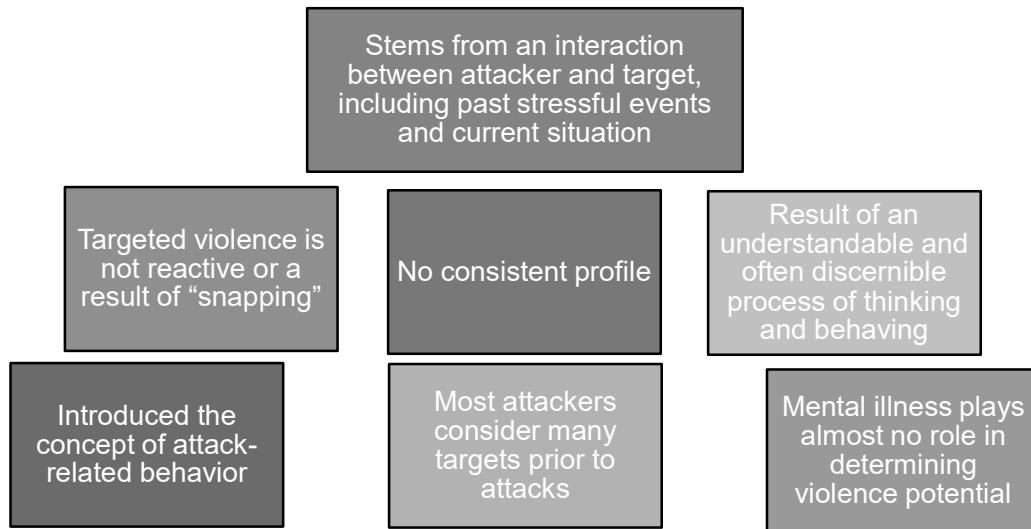 Stems from an interaction
between attacker and target,
including past stressful events
and current situation
Targeted violence is
not reactive or a
result of “snapping”
No consistent profile
Result of an
understandable and
often discernible
process of thinking
and behaving
Introduced the
concept of attack-
related behavior
Most attackers
consider many
targets prior to
attacks
Mental illness plays
almost no role in
determining
violence potential